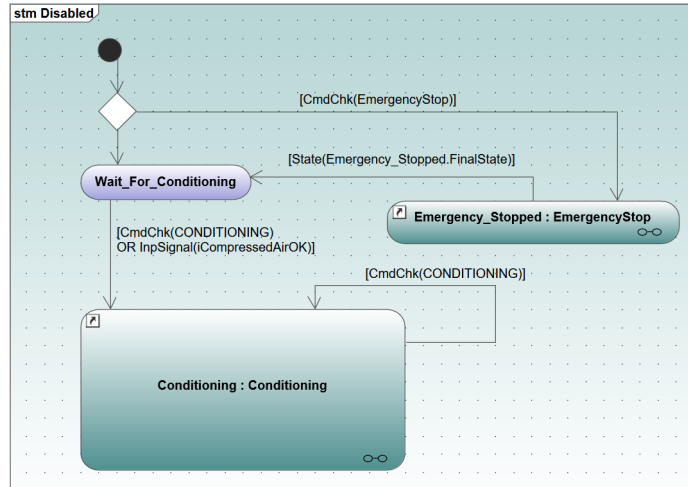 stm Disabled
[CmdChk(EmergencyStop)]
[State(Emergency_Stopped.FinalState)]
Wait_For_Conditioning
Emergency_Stopped : EmergencyStop
[CmdChk(CONDITIONING)
OR InpSignal(iCompressedAirOK)]
[CmdChk(CONDITIONING)]
Conditioning : Conditioning